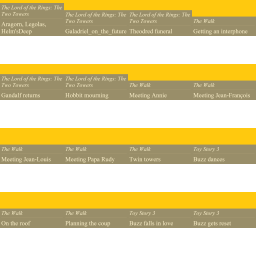 The Lord of the Rings: The
Two Towers
Aragorn, Legolas,
Helm'sDeep
The Lord of the Rings: The
Two Towers
Galadriel_on_the_future
The Lord of the Rings: The
Two Towers
Theodred funeral
The Walk
Getting an interphone
The Lord of the Rings: The
Two Towers
Gandalf returns
The Lord of the Rings: The
Two Towers
Hobbit mourning
The Walk
Meeting Annie
The Walk
Meeting Jean-François
The Walk
Meeting Jean-Louis
The Walk
Meeting Papa Rudy
The Walk
Twin towers
Toy Story 3
Buzz dances
The Walk
On the roof
The Walk
Planning the coup
Toy Story 3
Buzz falls in love
Toy Story 3
Buzz gets reset